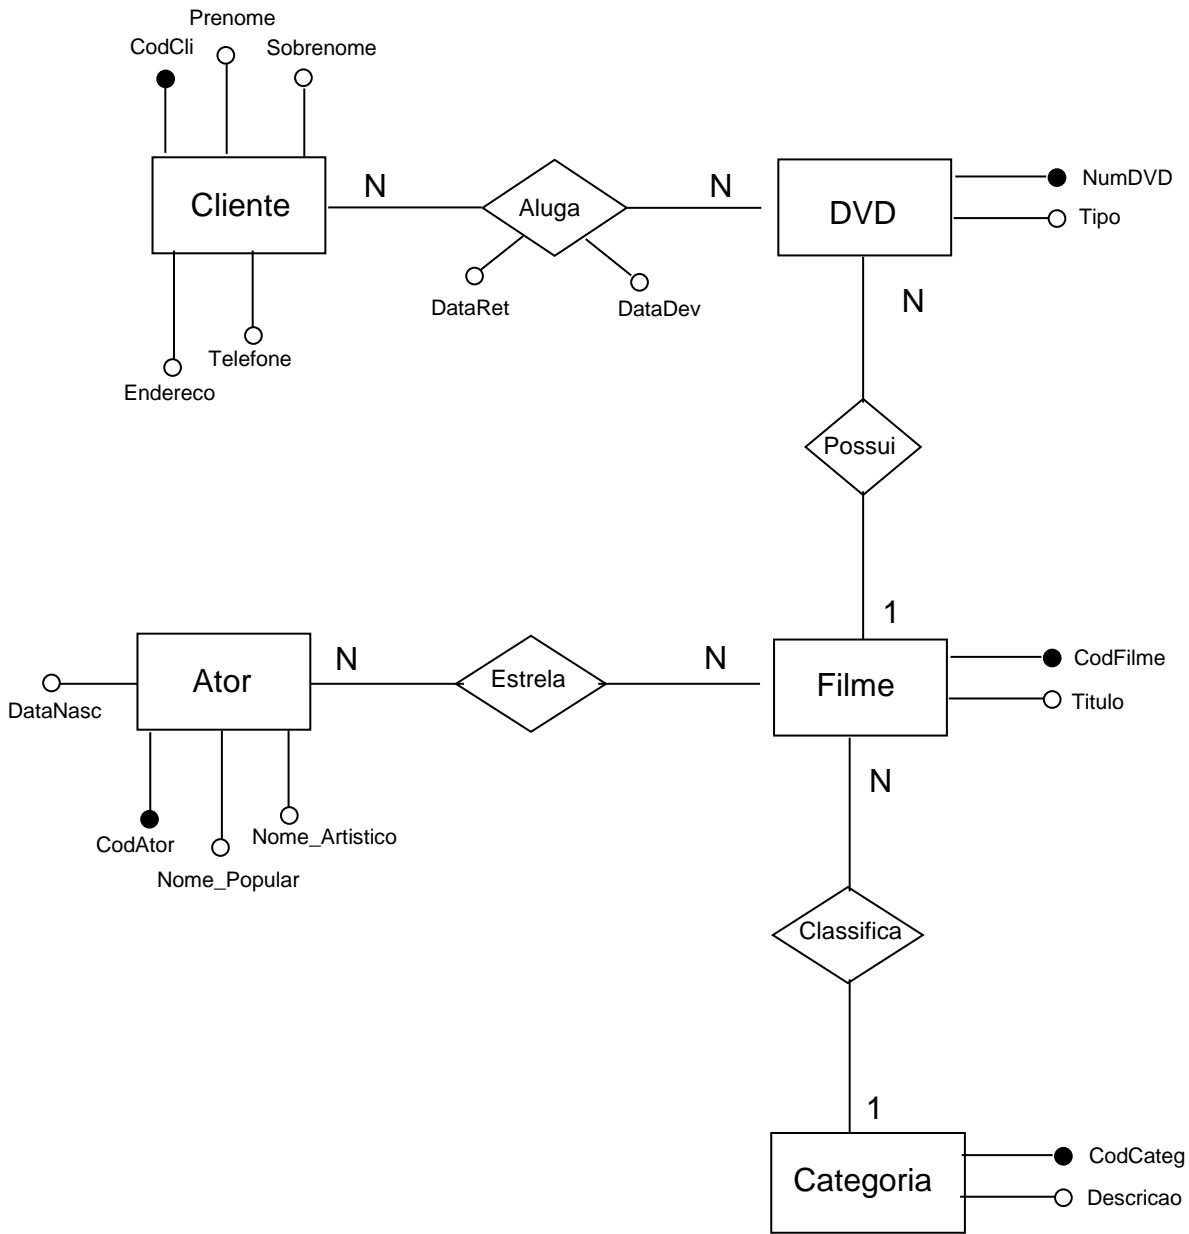 Prenome
CodCli
Sobrenome
Cliente
N
Aluga
N
DVD
NumDVD
Tipo
DataRet
DataDev
N
Telefone
Endereco
Possui
1
Ator
N
Estrela
N
Filme
CodFilme
Titulo
DataNasc
N
CodAtor
Nome_Artistico
Nome_Popular
Classifica
1
Categoria
CodCateg
Descricao